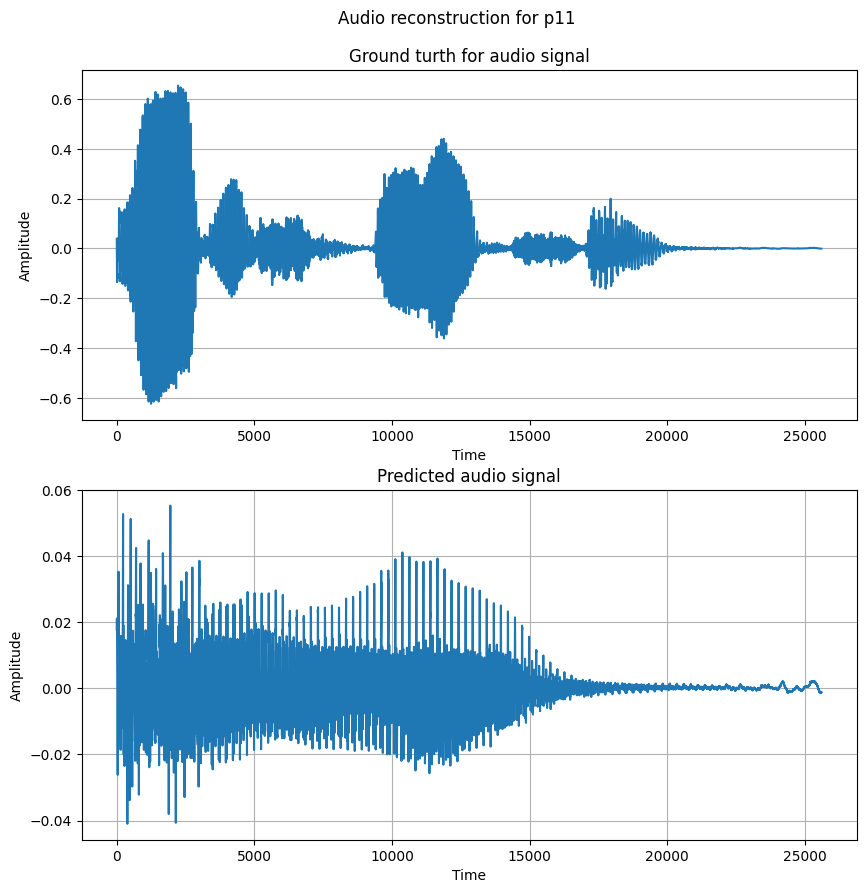 Audio reconstruction for p11
Ground turth for audio signal
0.6
0.4
0.2
0.0
−0.2
−0.4
−0.6
Amplitude
0 5000 10000 15000 20000 25000
Time
Predicted audio signal
0.06
0.04
0.02
0.00
−0.02
−0.04
Amplitude
0 5000 10000 15000 20000 25000
Time